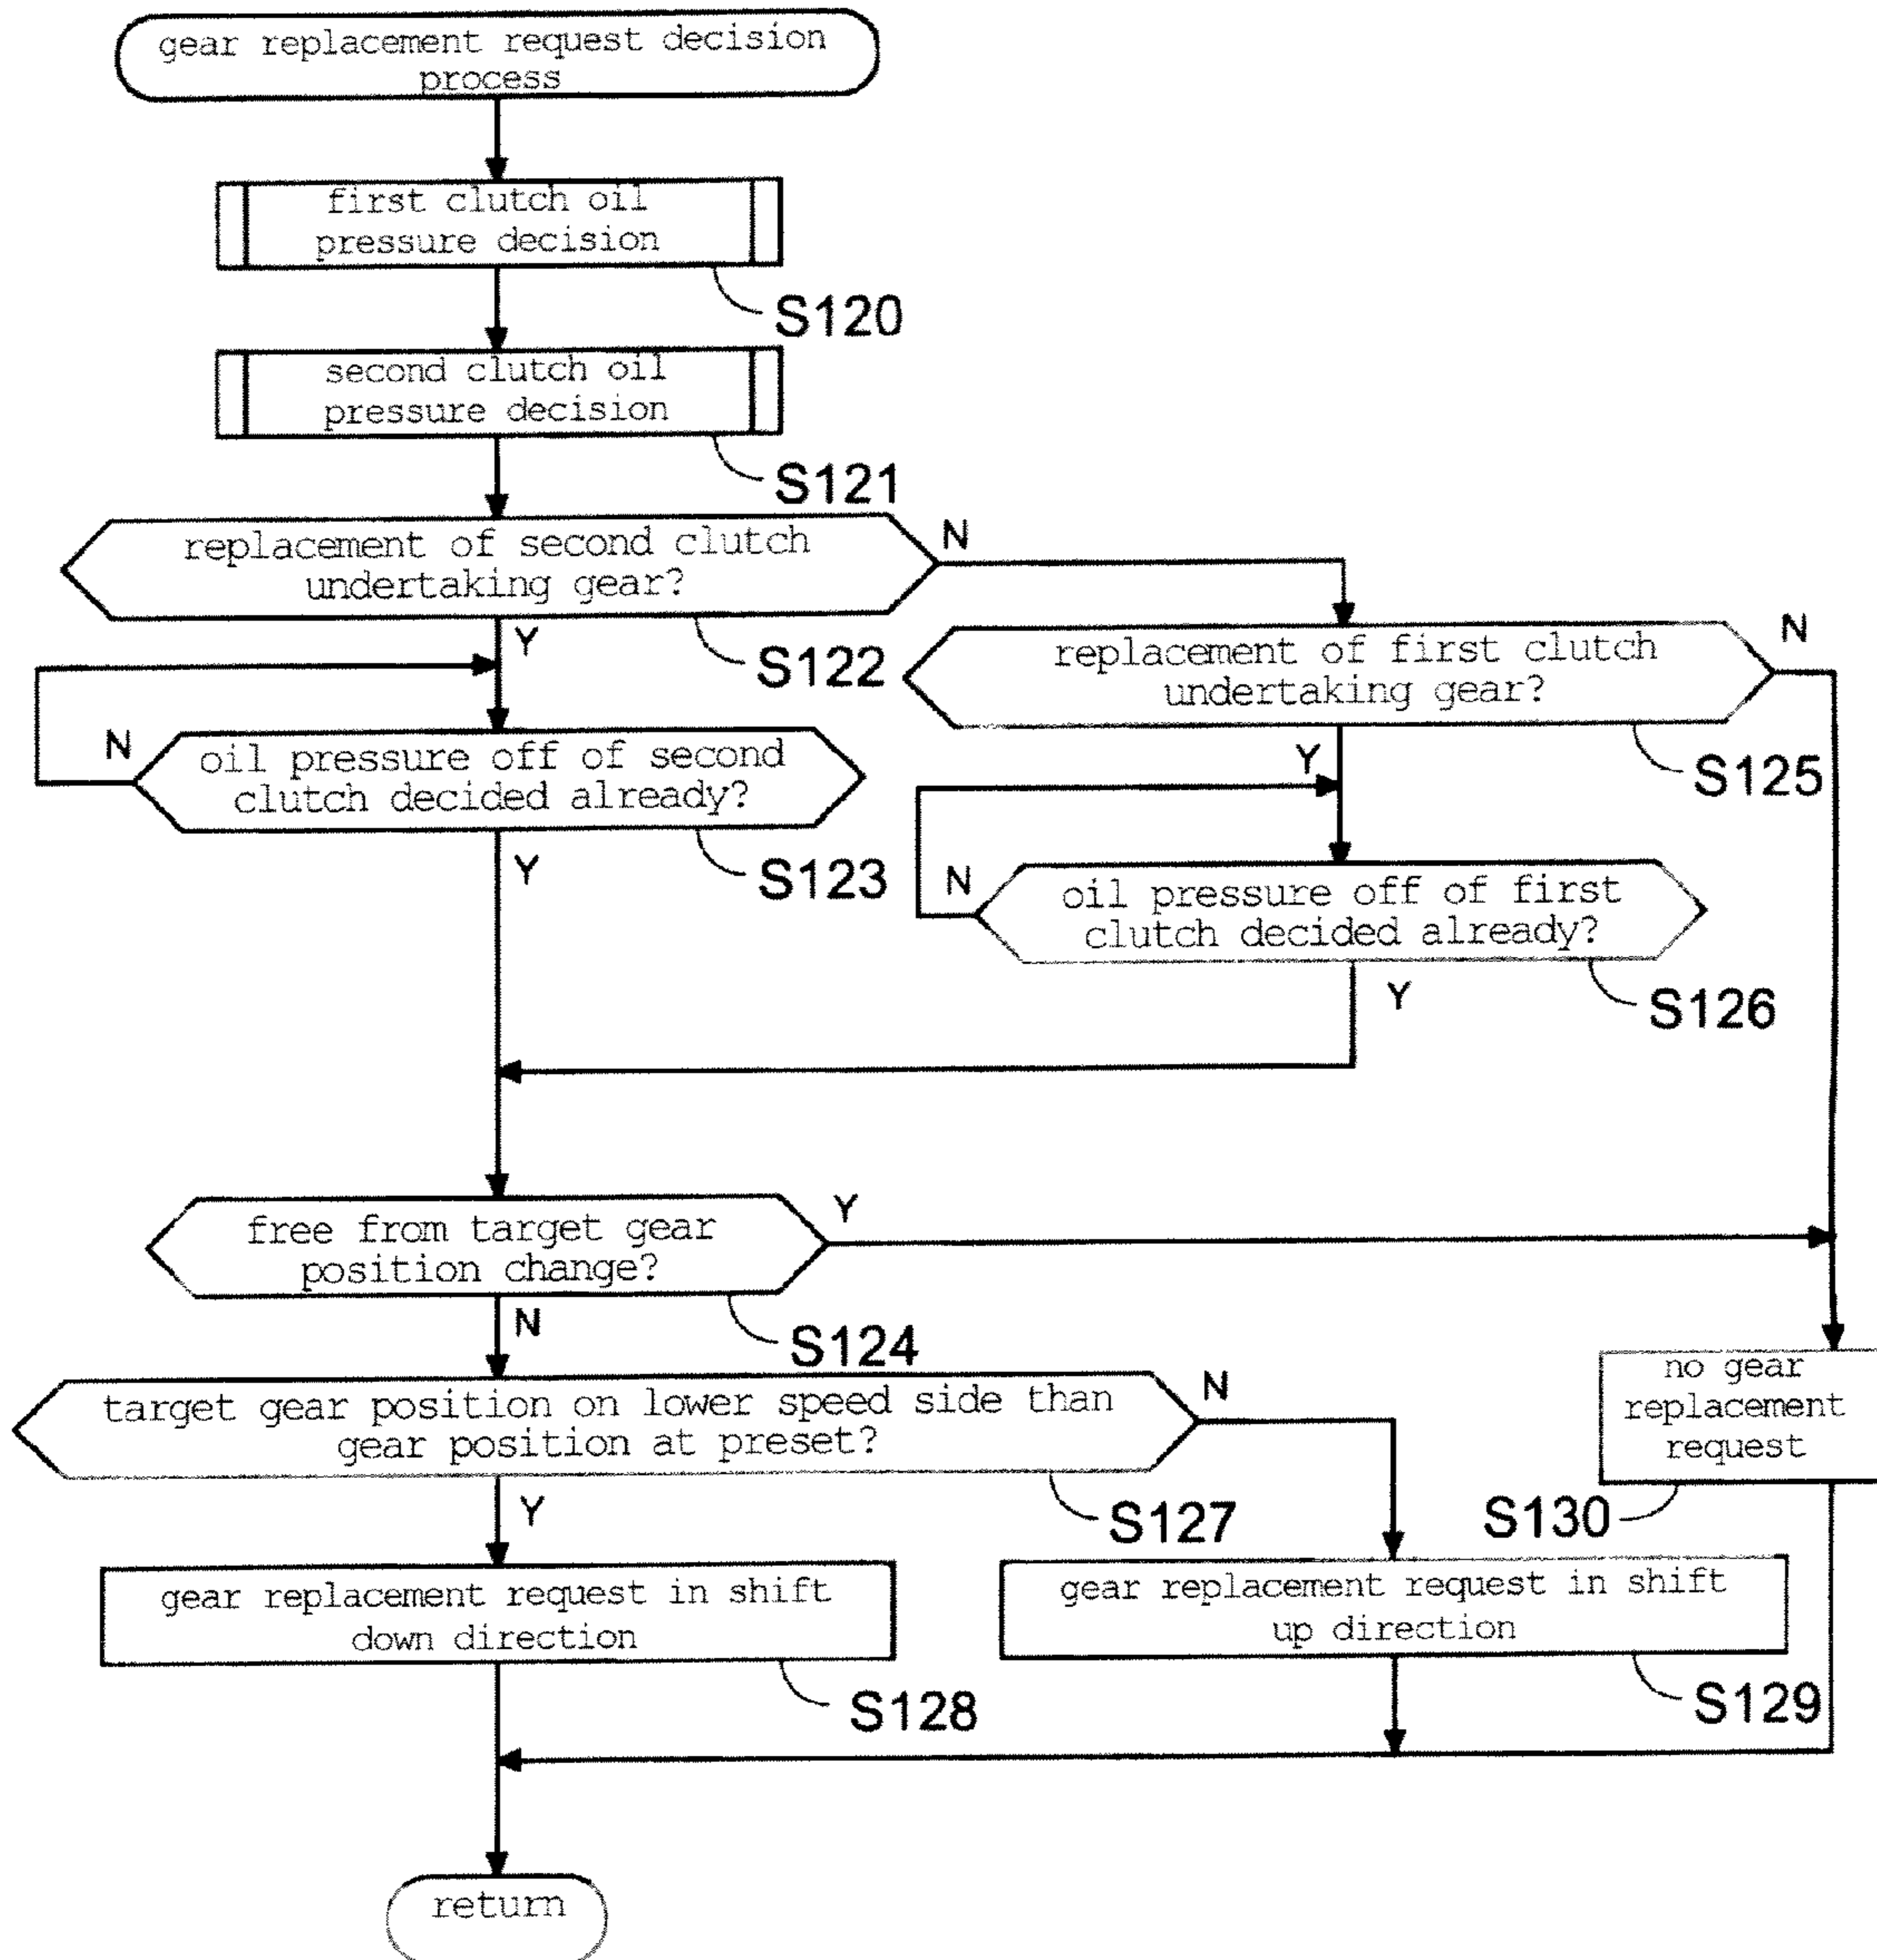 gear replacement request decision
process
first clutch oil
pressure decision
S120
second clutch oil
pressure decision
S121
replacement of second clutch
undertaking gear?
N
Y
S122
replacement of first clutch
undertaking gear?
N
Y
S125
oil pressure off of second
clutch decided already?
N
Y
S123
oil pressure off of first
clutch decided already?
N
Y
S126
free from target gear
position change?
Y
N
S124
target gear position on lower speed side than
gear position at preset?
N
Y
S127
no gear
replacement
request
S130
gear replacement request in shift
down direction
S128
gear replacement request in shift
up direction
S129
return